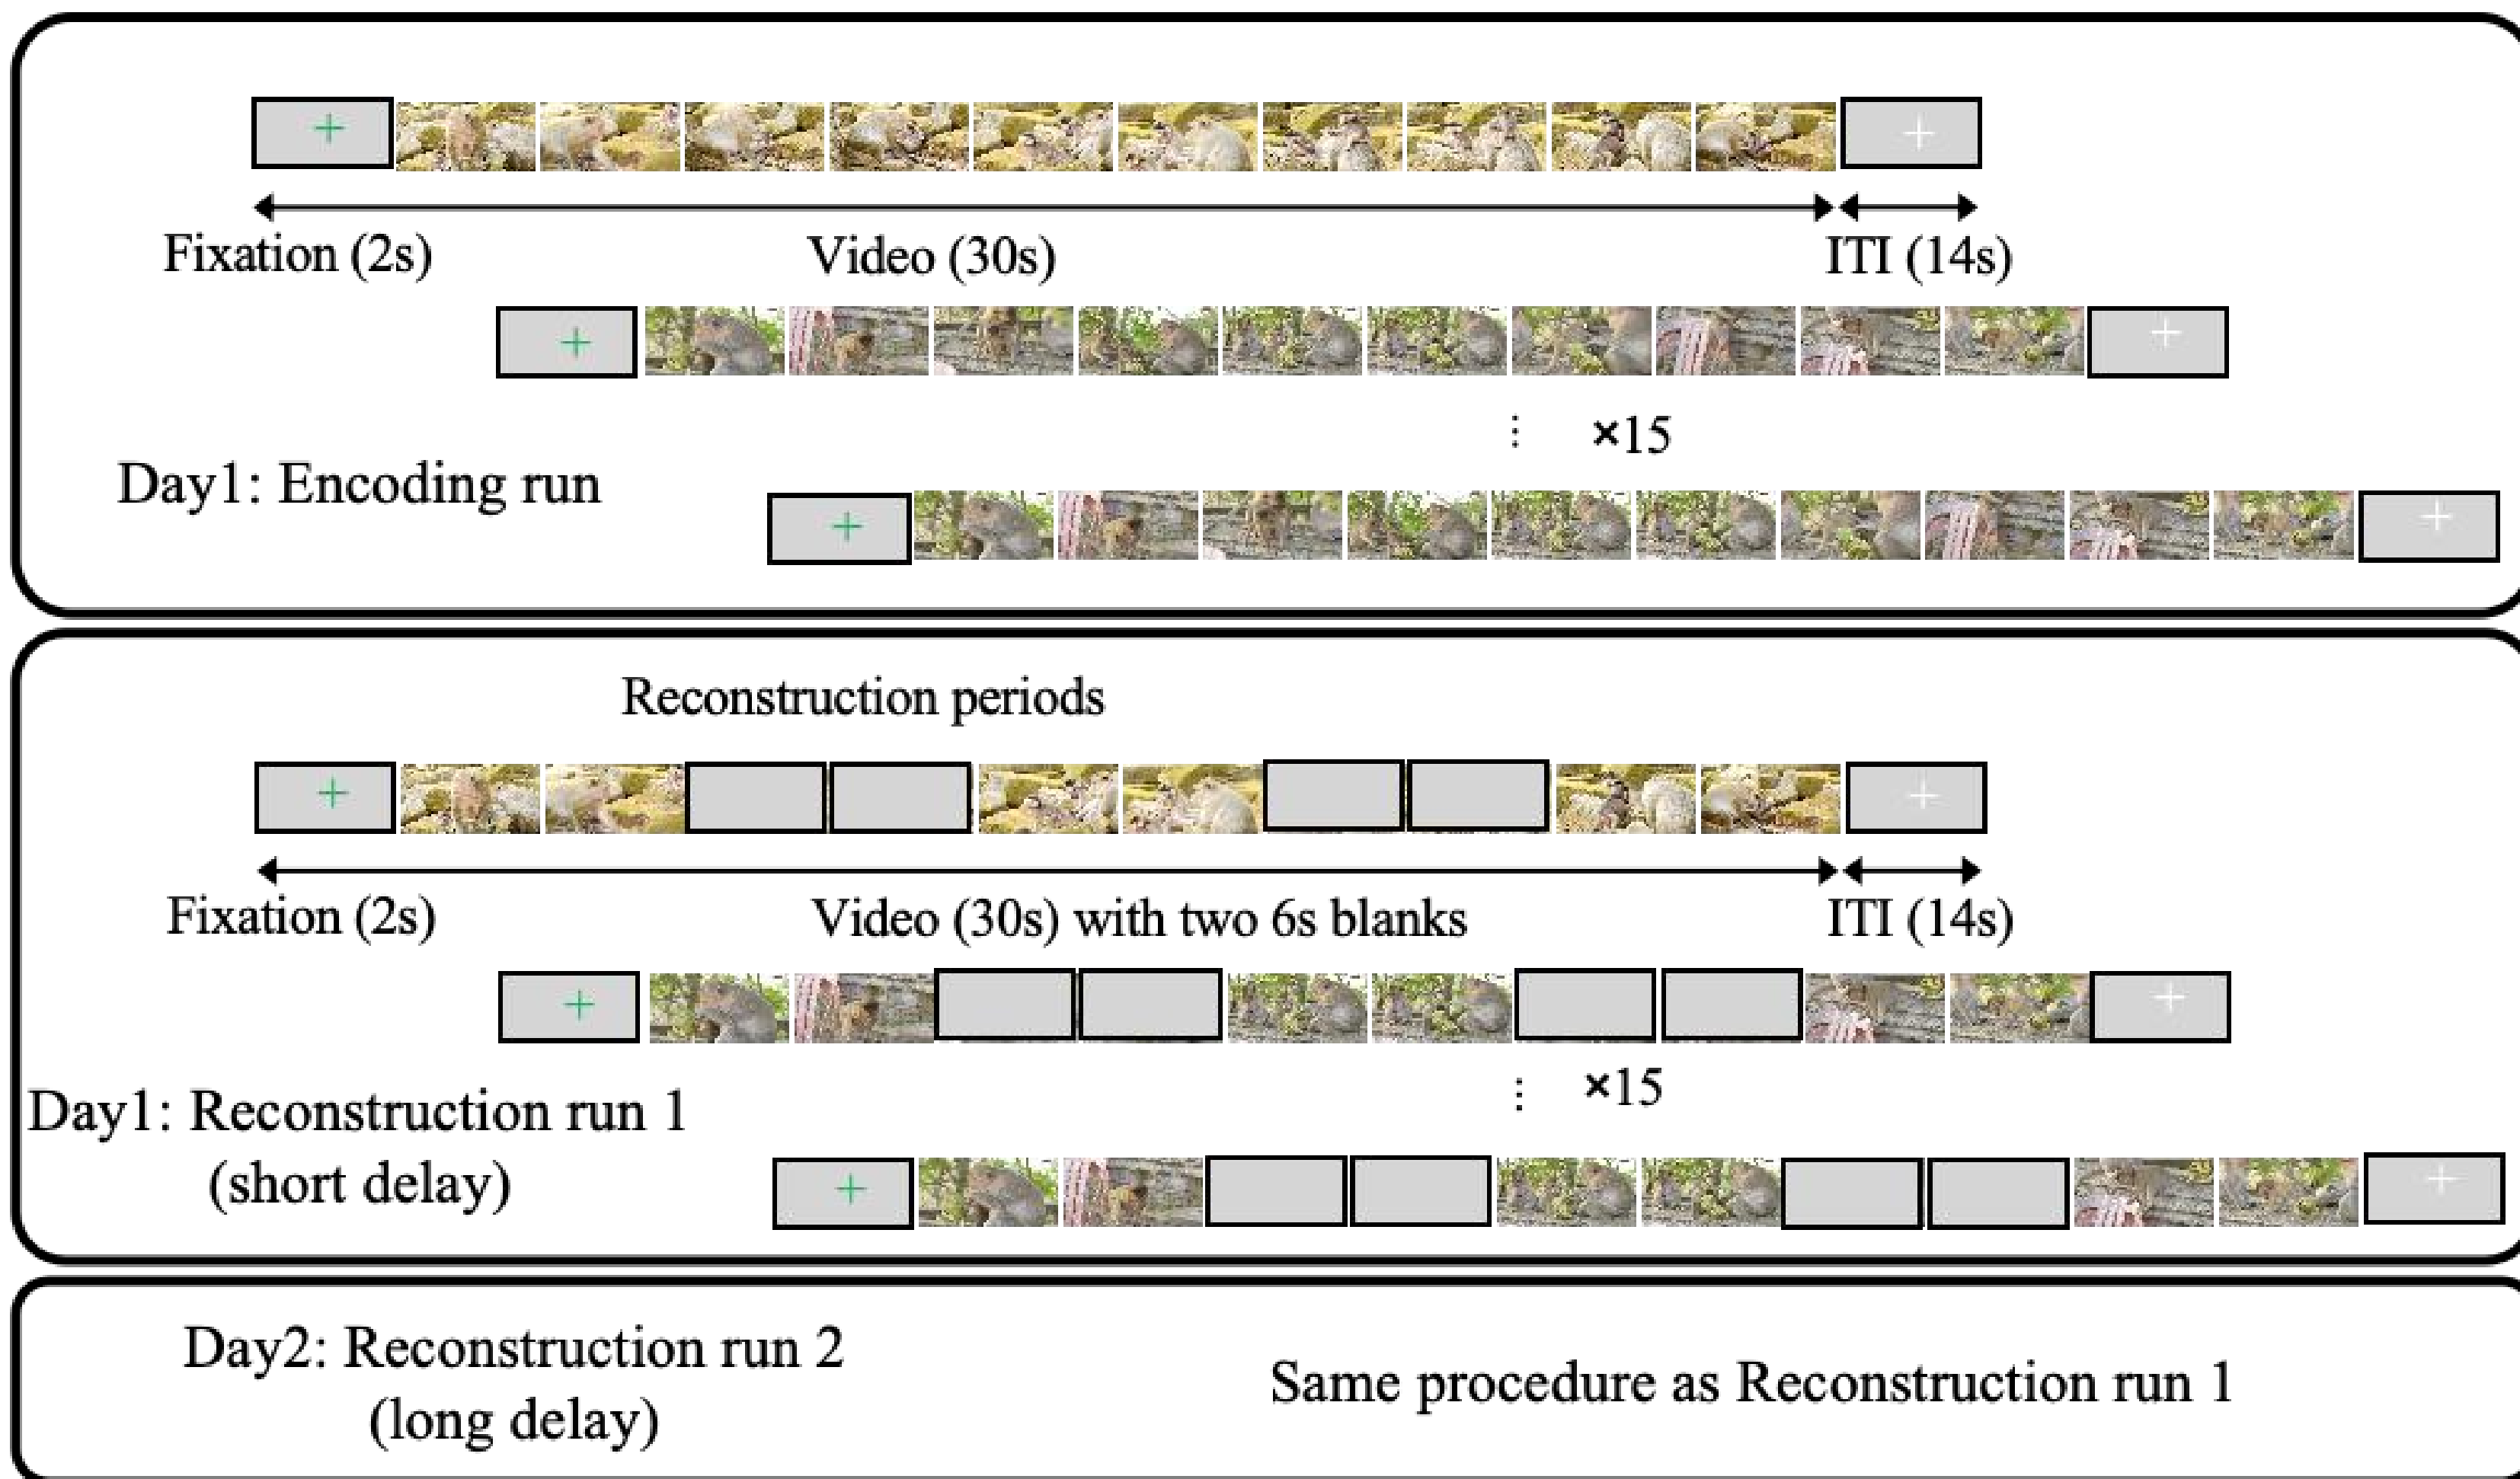 Fixation (2s) Video (30s) ITI (14s)
⋮ ×15
Day1: Encoding run
Reconstruction periods
Fixation (2s) Video (30s) with two 6s blanks ITI (14s)
⋮ ×15
Day1: Reconstruction run 1
(short delay)
Day2: Reconstruction run 2
(long delay)
Same procedure as Reconstruction run 1